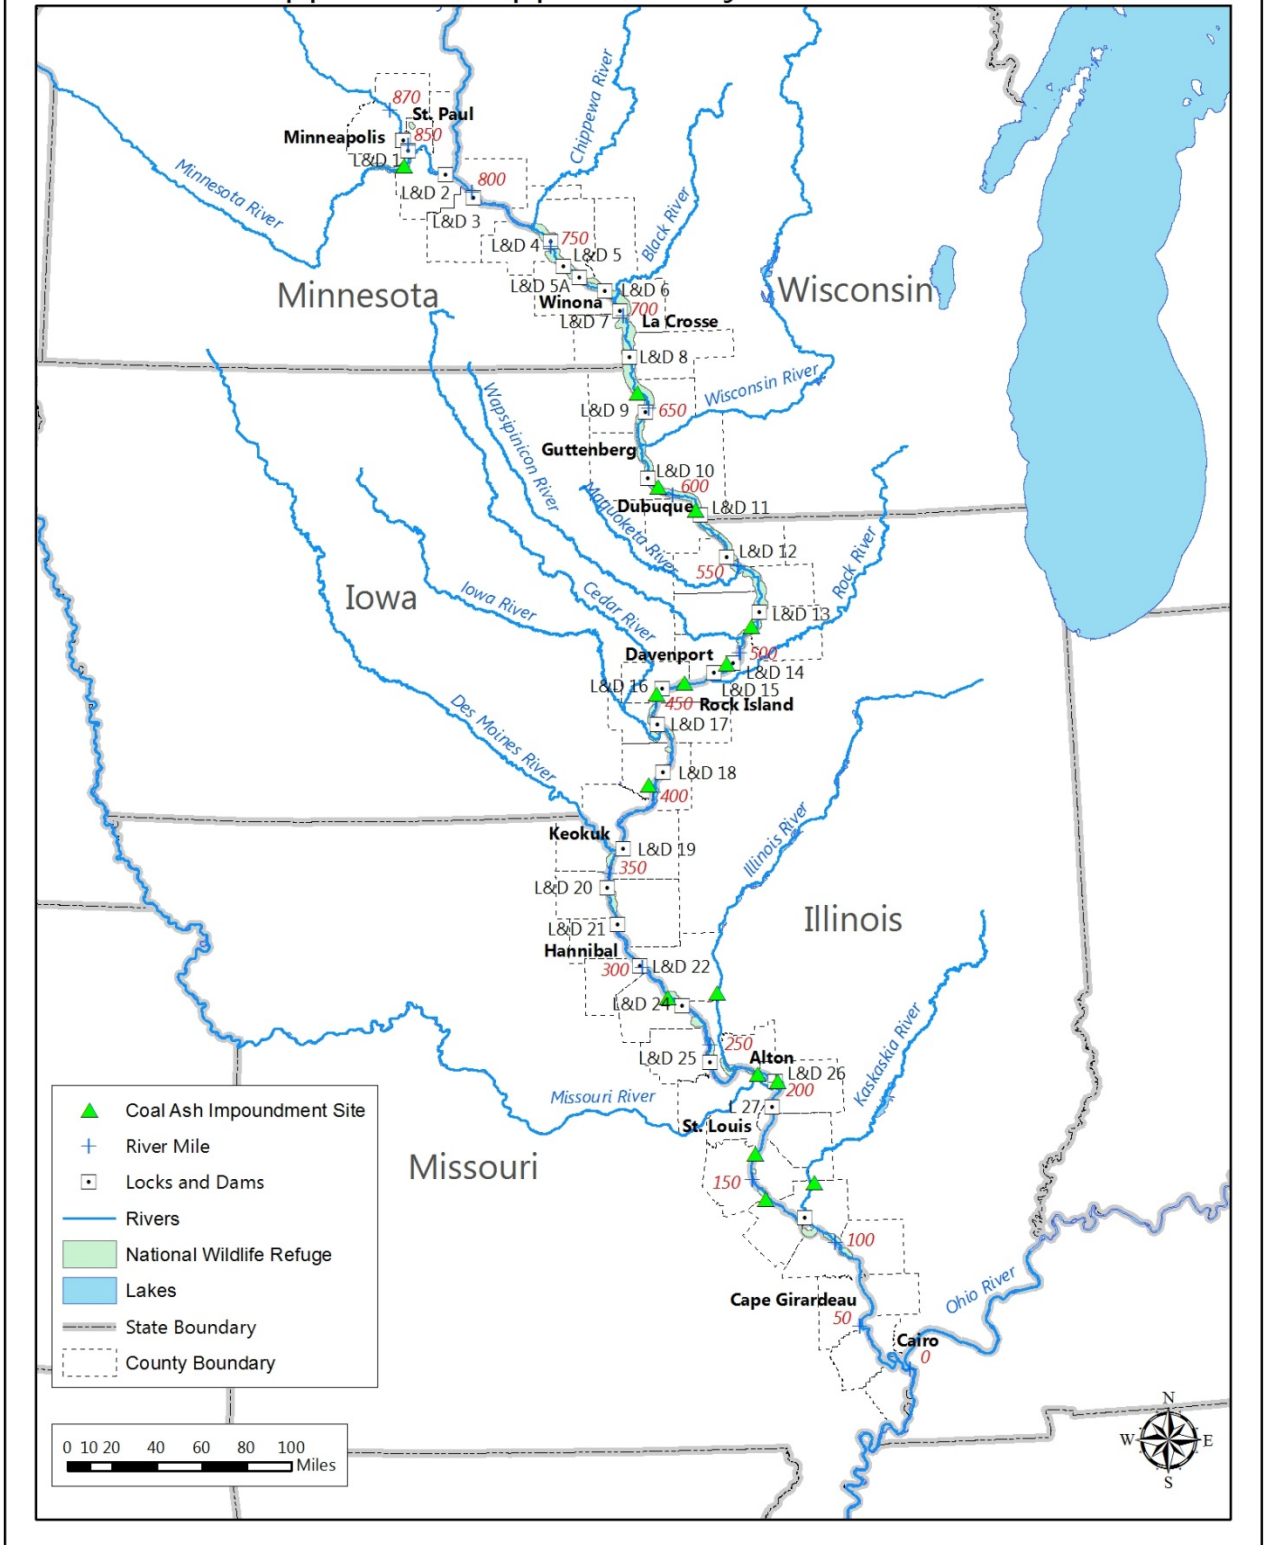 870
St. Paul
Minneapolis
850
L&D 1
Chippewa River
Minnesota River
800
L&D 2
L&D 3
Black River
750
L&D 4
L&D 5
L&D 5A
L&D 6
Minnesota
Wisconsin
Winona
700
L&D 7
La Crosse
L&D 8
Wisconsin River
Wapsipinicon River
L&D 9
650
Guttenberg
L&D 10
600
Maquoketa River
Dubuque
L&D 11
L&D 12
550
Rock River
Iowa
Iowa River
Cedar River
L&D 13
Davenport
500
L&D 14
L&D 16
L&D 15
450
Rock Island
Des Moines River
L&D 17
L&D 18
400
Keokuk
L&D 19
Illinois River
350
L&D 20
Illinois
L&D 21
Hannibal
300
L&D 22
L&D 24
Kaskaskia River
250
L&D 25
Alton
L&D 26
200
Missouri River
L 27
St. Louis
Missouri
150
100
Cape Girardeau
50
Ohio River
Cairo
0
Coal Ash Impoundment Site
River Mile
Locks and Dams
Rivers
National Wildlife Refuge
Lakes
State Boundary
County Boundary
0 10 20 40 60 80 100
Miles
N
W E
S